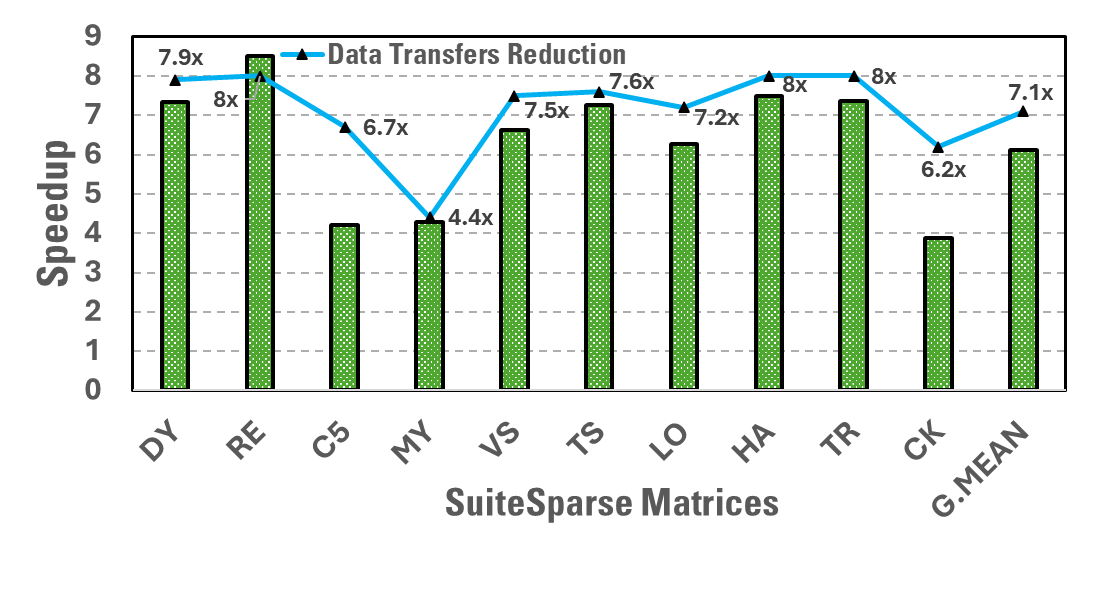 9
8
7
6
5
4
3
2
1
0
Speedup
Data Transfers Reduction
7.9x
8x
6.7x
4.4x
7.5x
7.6x
7.2x
8x
8x
6.2x
7.1x
DY
RE
C5
MY
VS
TS
LO
HA
TR
CK
G.MEAN
SuiteSparse Matrices